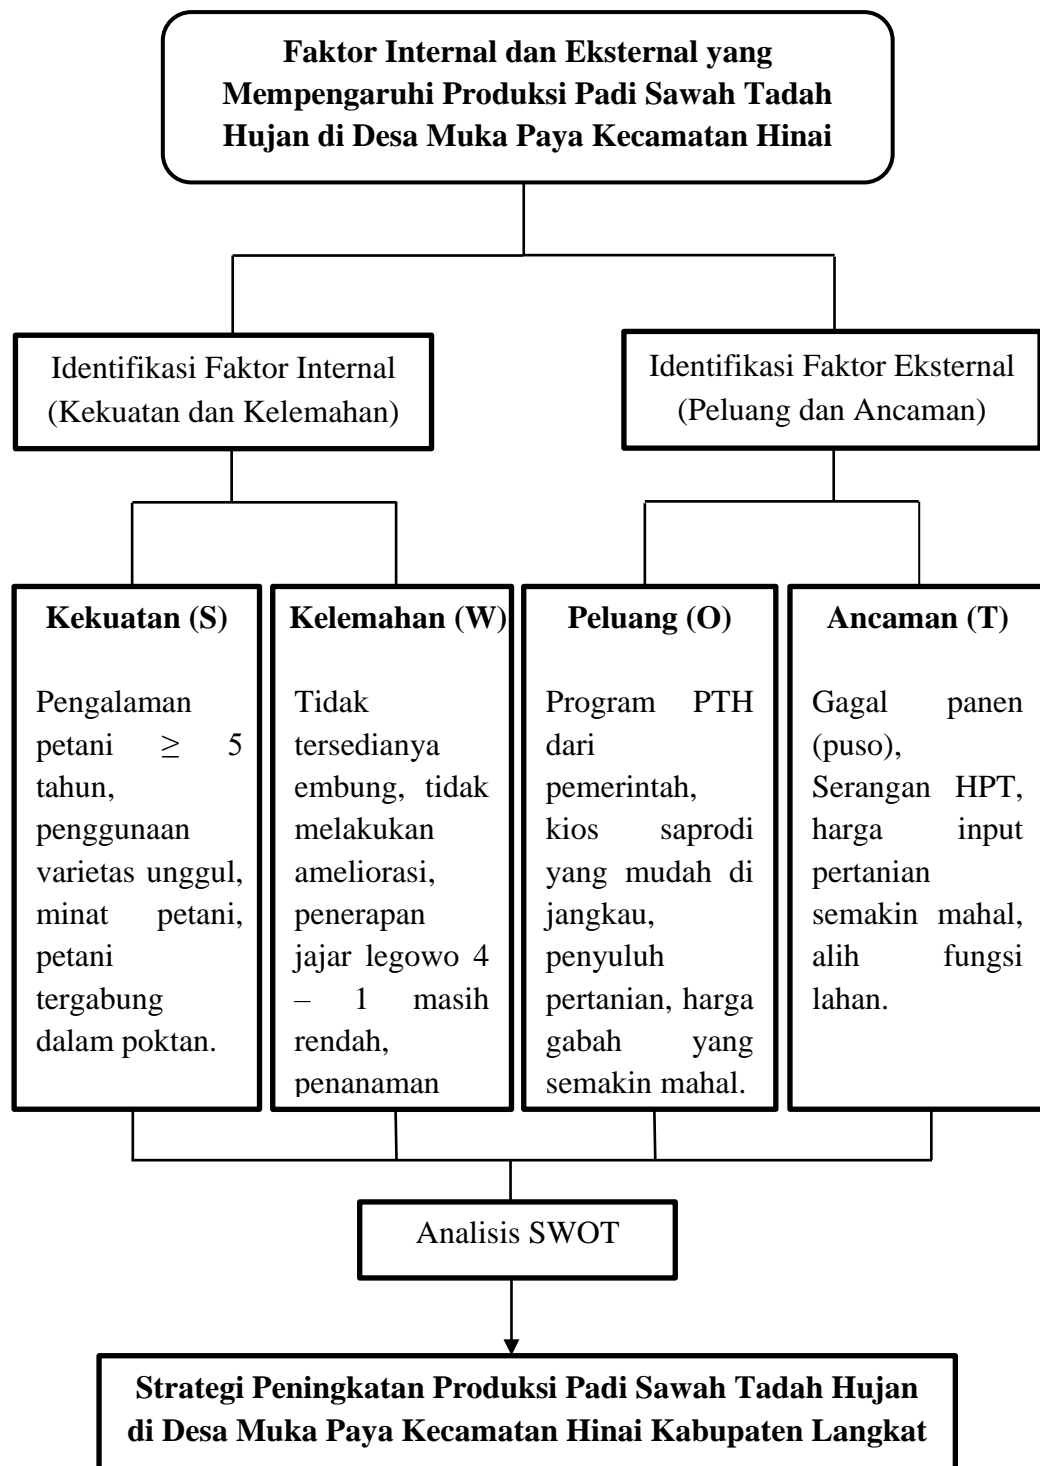 Faktor Internal dan Eksternal yang
Mempengaruhi Produksi Padi Sawah Tadah
Hujan di Desa Muka Paya Kecamatan Hinai
Identifikasi Faktor Internal
(Kekuatan dan Kelemahan)
Identifikasi Faktor Eksternal
(Peluang dan Ancaman)
Kekuatan (S)
Pengalaman
petani ≥ 5
tahun,
penggunaan
varietas unggul,
minat petani,
petani
tergabung
dalam poktan.
Kelemahan (W)
Tidak
tersedianya
embung, tidak
melakukan
ameliorasi,
penerapan
jajar legowo 4
– 1 masih
rendah,
penanaman
Peluang (O)
Program PTH
dari
pemerintah,
kios saprodi
yang mudah di
jangkau,
penyuluh
pertanian, harga
gabah yang
semakin mahal.
Ancaman (T)
Gagal panen
(puso),
Serangan HPT,
harga input
pertanian
semakin mahal,
alih fungsi
lahan.
Analisis SWOT
Strategi Peningkatan Produksi Padi Sawah Tadah Hujan
di Desa Muka Paya Kecamatan Hinai Kabupaten Langkat